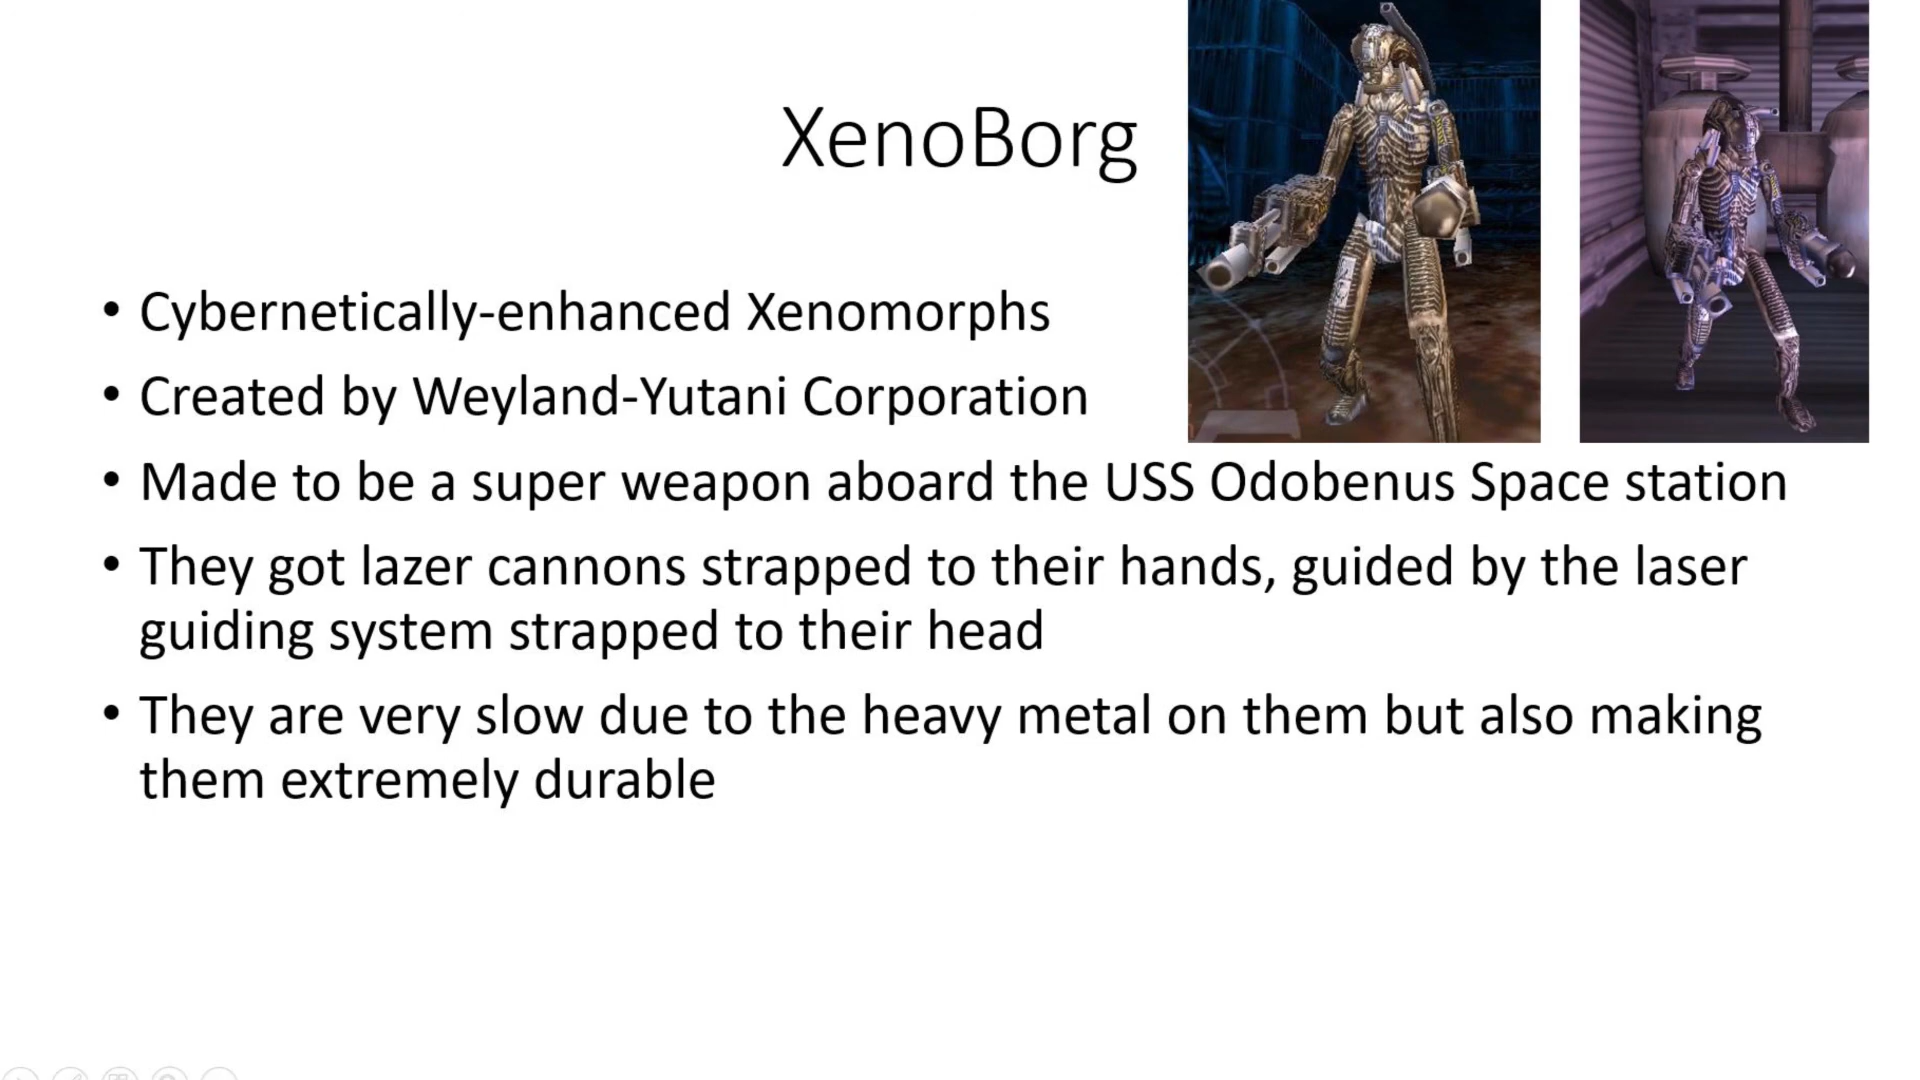 XenoBorg
• Cybernetically-enhanced Xenomorphs
• Created by Weyland-Yutani Corporation
• Made to be a super weapon aboard the USS Odobenus Space station
• They got lazer cannons strapped to their hands, guided by the laser
guiding system strapped to their head
• They are very slow due to the heavy metal on them but also making
them extremely durable